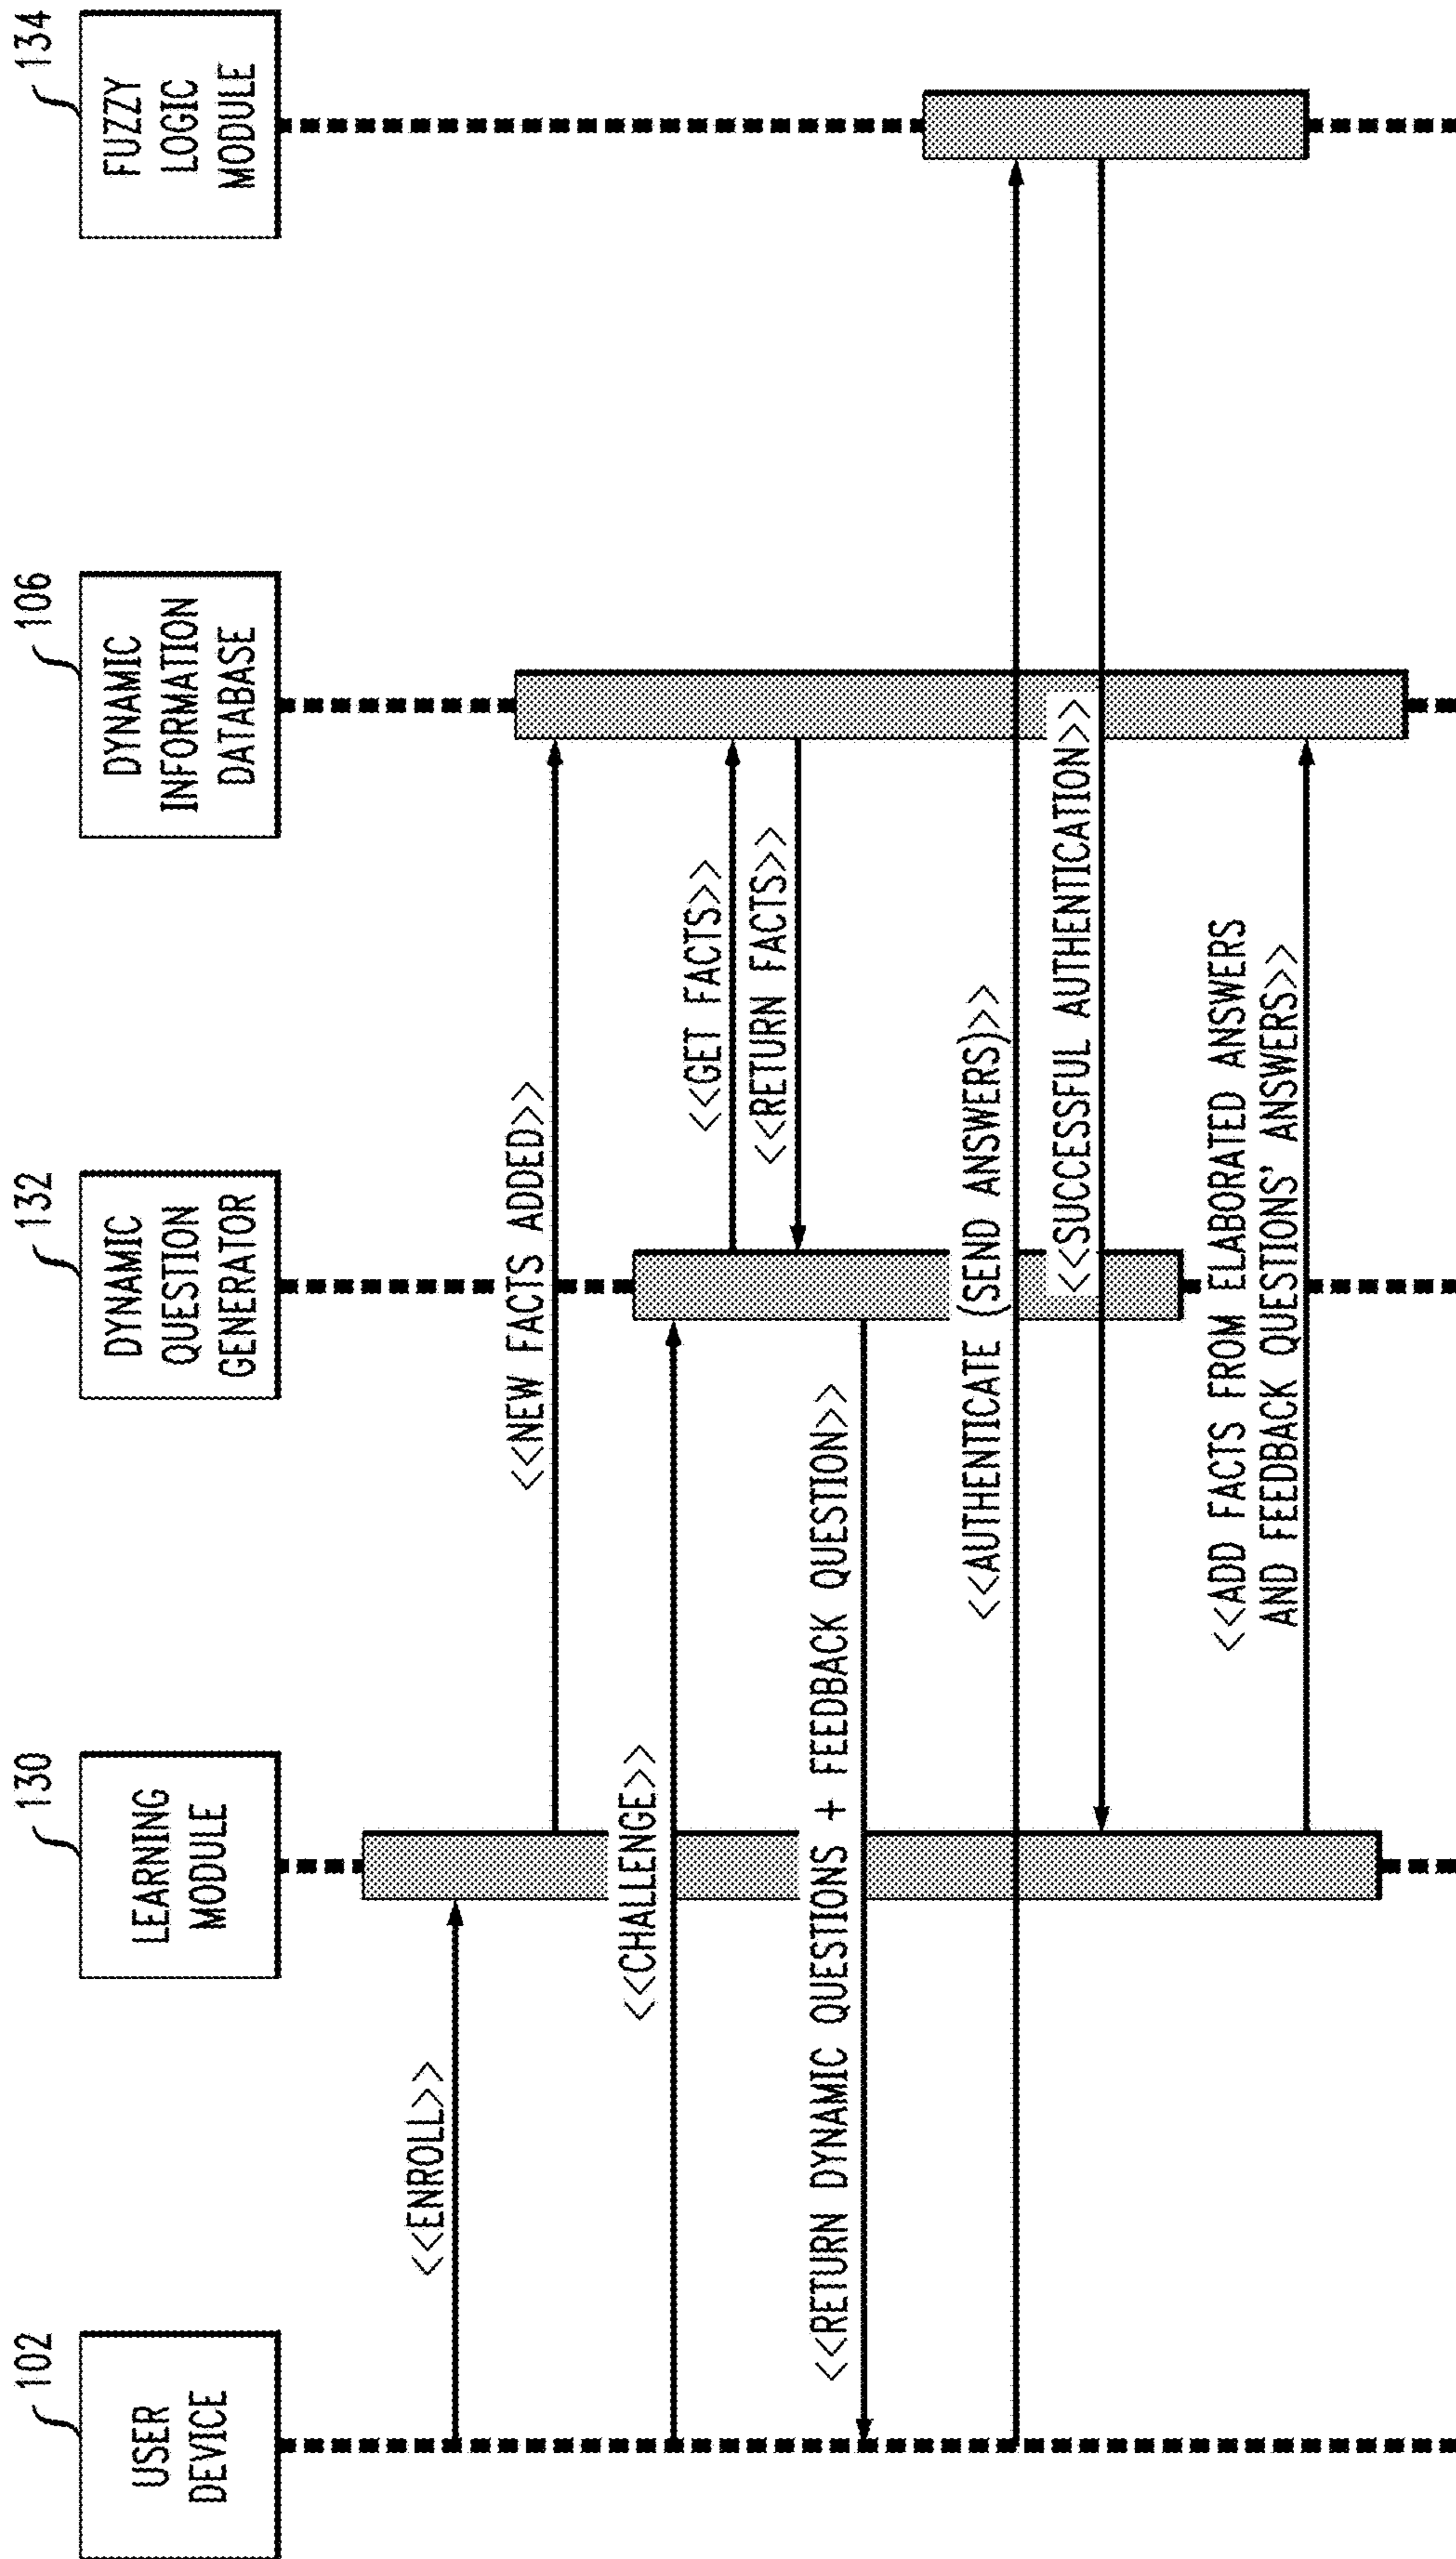 102
USER
DEVICE
130
LEARNING
MODULE
132
DYNAMIC
QUESTION
GENERATOR
106
DYNAMIC
INFORMATION
DATABASE
134
FUZZY
LOGIC
MODULE
<<ENROLL>>
<<NEW FACTS ADDED>>
<<CHALLENGE>>
<<GET FACTS>>
<<RETURN FACTS>>
<<RETURN DYNAMIC QUESTIONS + FEEDBACK QUESTION>>
<<AUTHENTICATE (SEND ANSWERS)>>
<<SUCCESSFUL AUTHENTICATION>>
<<ADD FACTS FROM ELABORATED ANSWERS
AND FEEDBACK QUESTIONS' ANSWERS>>